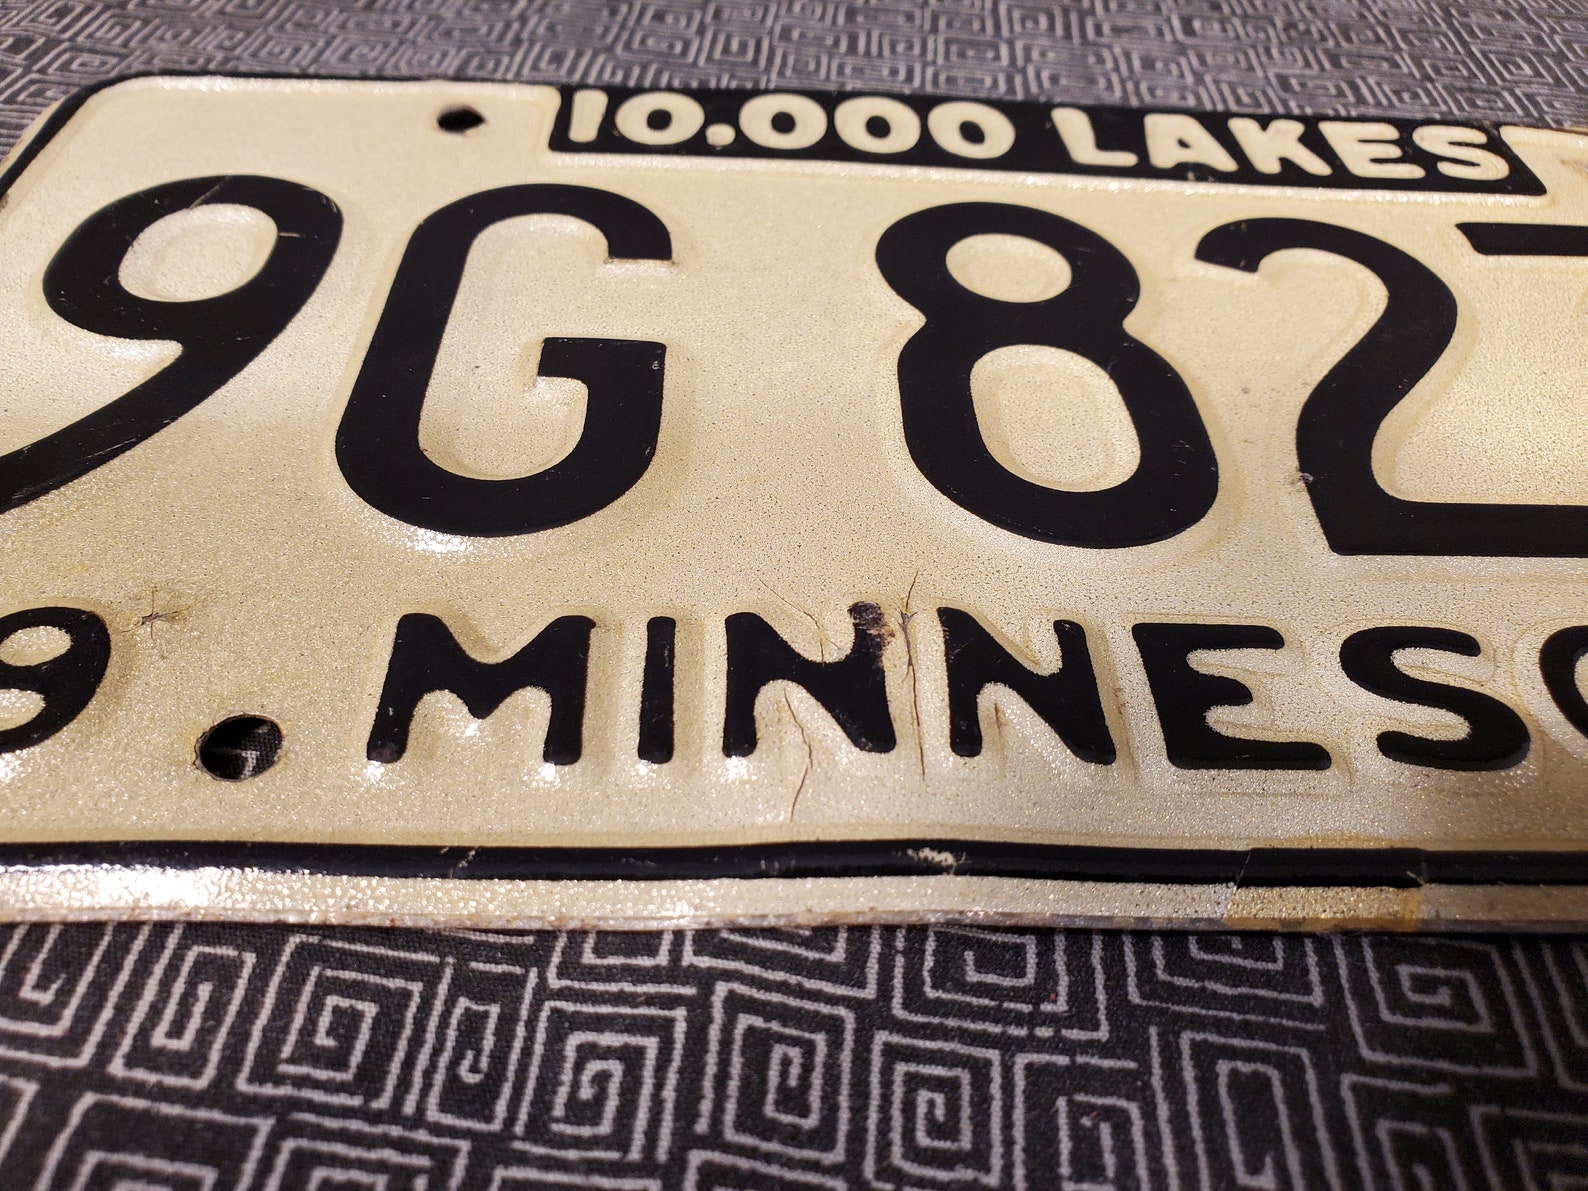 10.000 LAKES
9G 82
9 MINNESO